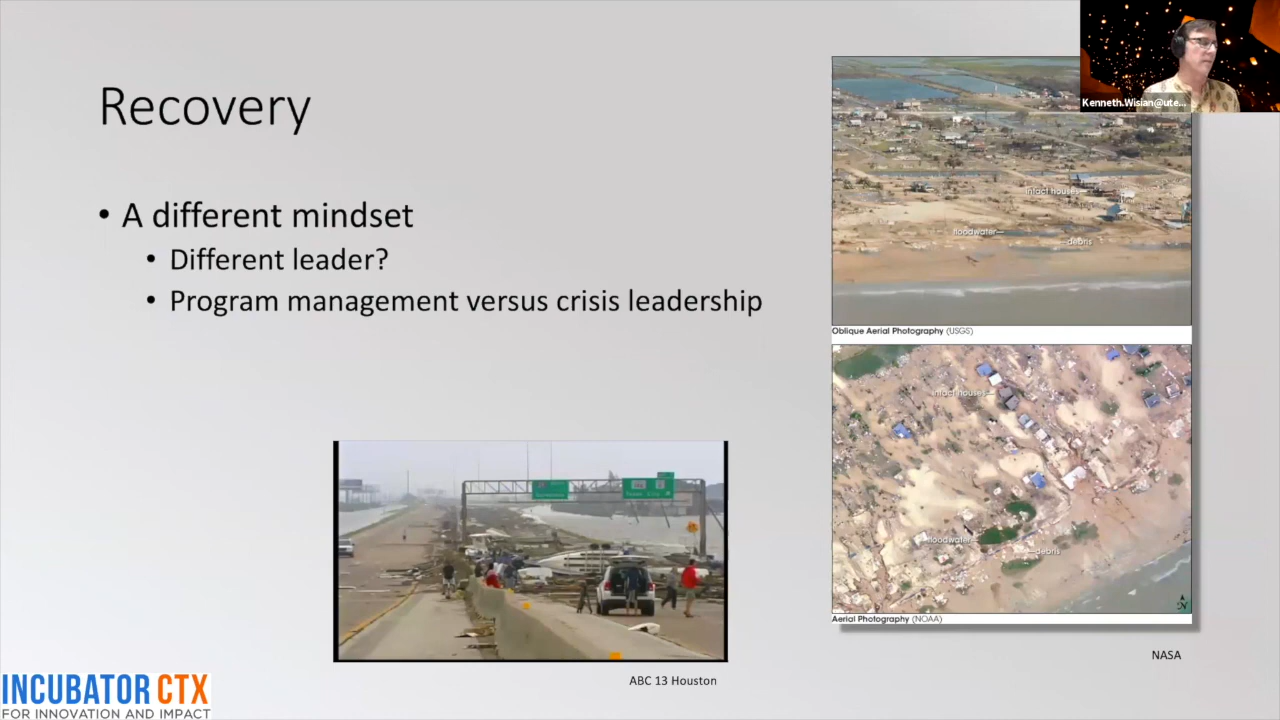 Recovery
• A different mindset
• Different leader?
• Program management versus crisis leadership
Kenneth.Wisian@ute...
intact houses
floodwater
debris
Oblique Aerial Photography (USGS)
intact houses
floodwater
debris
Aerial Photography (NOAA)
NASA
ABC 13 Houston
INCUBATOR CTX
FOR INNOVATION AND IMPACT